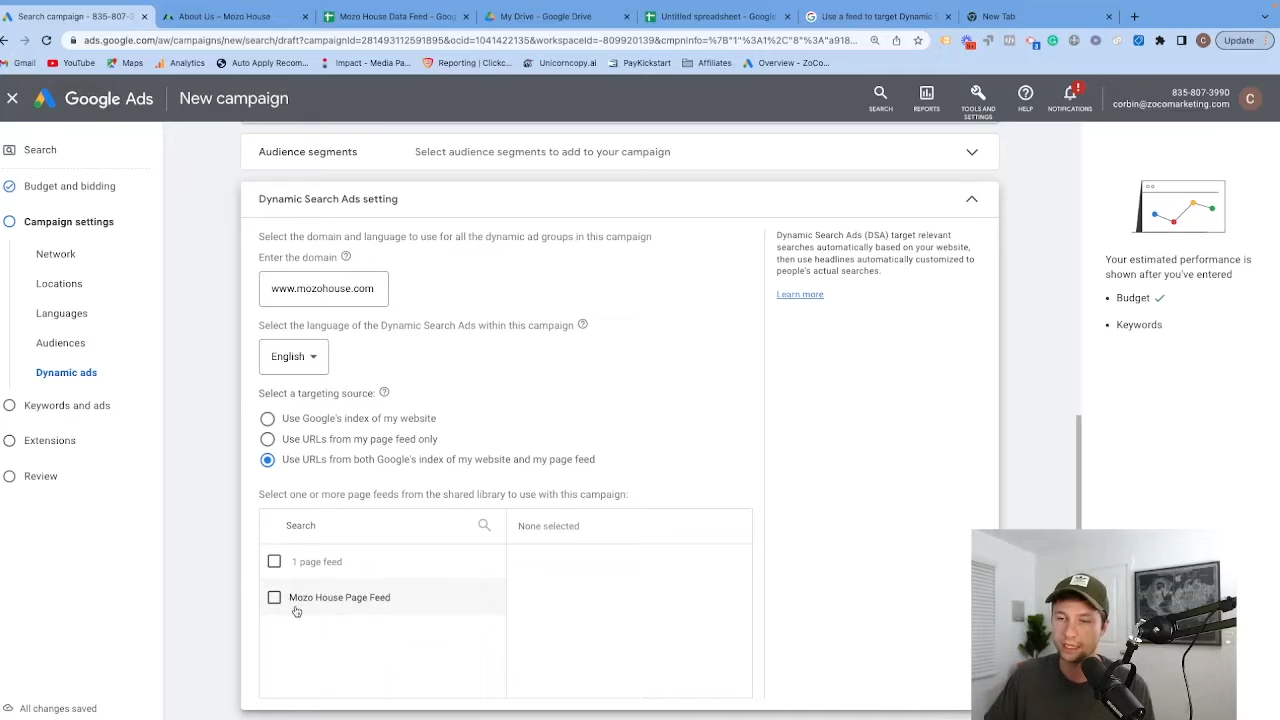 Search campaign - 835-807-3
About Us – Mozo House
Mozo House Data Feed – Goog
My Drive - Google Drive
Untitled spreadsheet - Google
Use a feed to target Dynamic S
New Tab
ads.google.com/aw/campaigns/new/search/draft?campaignId=281493112591895&ocid=1041422135&workspaceId=-809920139&cmpnInfo=%7B"1"%3A1%2C"8"%3A"a918...
Update
Gmail
YouTube
Maps
Analytics
Auto Apply Recom...
Impact - Media Pa...
Reporting | Clickc...
Unicorncopy.ai
PayKickstart
Affiliates
Overview – ZoCo...
Google Ads
New campaign
SEARCH
REPORTS
TOOLS AND SETTINGS
HELP
NOTIFICATIONS
835-807-3990
corbin@zocomarketing.com
C
Search
Budget and bidding
Campaign settings
Network
Locations
Languages
Audiences
Dynamic ads
Keywords and ads
Extensions
Review
All changes saved
Audience segments
Select audience segments to add to your campaign
Dynamic Search Ads setting
Select the domain and language to use for all the dynamic ad groups in this campaign
Enter the domain
www.mozohouse.com
Select the language of the Dynamic Search Ads within this campaign
English
Select a targeting source:
Use Google's index of my website
Use URLs from my page feed only
Use URLs from both Google's index of my website and my page feed
Select one or more page feeds from the shared library to use with this campaign:
Search
None selected
1 page feed
Mozo House Page Feed
Dynamic Search Ads (DSA) target relevant
searches automatically based on your website,
then use headlines automatically customized to
people's actual searches.
Learn more
Your estimated performance is
shown after you've entered
• Budget
• Keywords